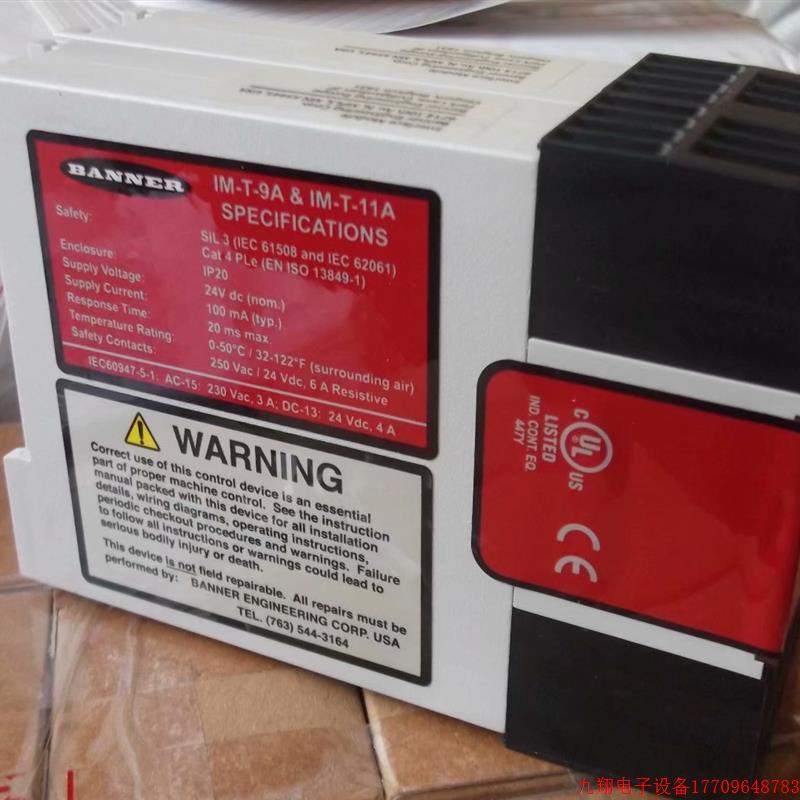 BANNER
IM-T-9A & IM-T-11A
SPECIFICATIONS
Safety: SIL 3 (IEC 61508 and IEC 62061)
Cat 4 PLe (EN ISO 13849-1)
Enclosure: IP20
Supply Voltage: 24V dc (nom.)
Supply Current: 100 mA (typ.)
Response Time: 20 ms max
Temperature Rating: 0-50°C / 32-122°F (surrounding air)
Safety Contacts: 250 Vac / 24 Vdc, 6 A Resistive
IEC60947-5-1: AC-15: 230 Vac, 3 A; DC-13: 24 Vdc, 4 A
WARNING
Correct use of this control device is an essential
part of proper machine control. See the instruction
manual packed with this device for all installation
details, wiring diagrams, operating instructions,
periodic checkout procedures and warnings. Failure
to follow all instructions or warnings could lead to
serious bodily injury or death.
This device is not field repairable. All repairs must be
performed by: BANNER ENGINEERING CORP. USA
TEL. (763) 544-3164
C UL US
LISTED
IND. CONT. EQ.
447Y
CE
九翔电子设备17709648783